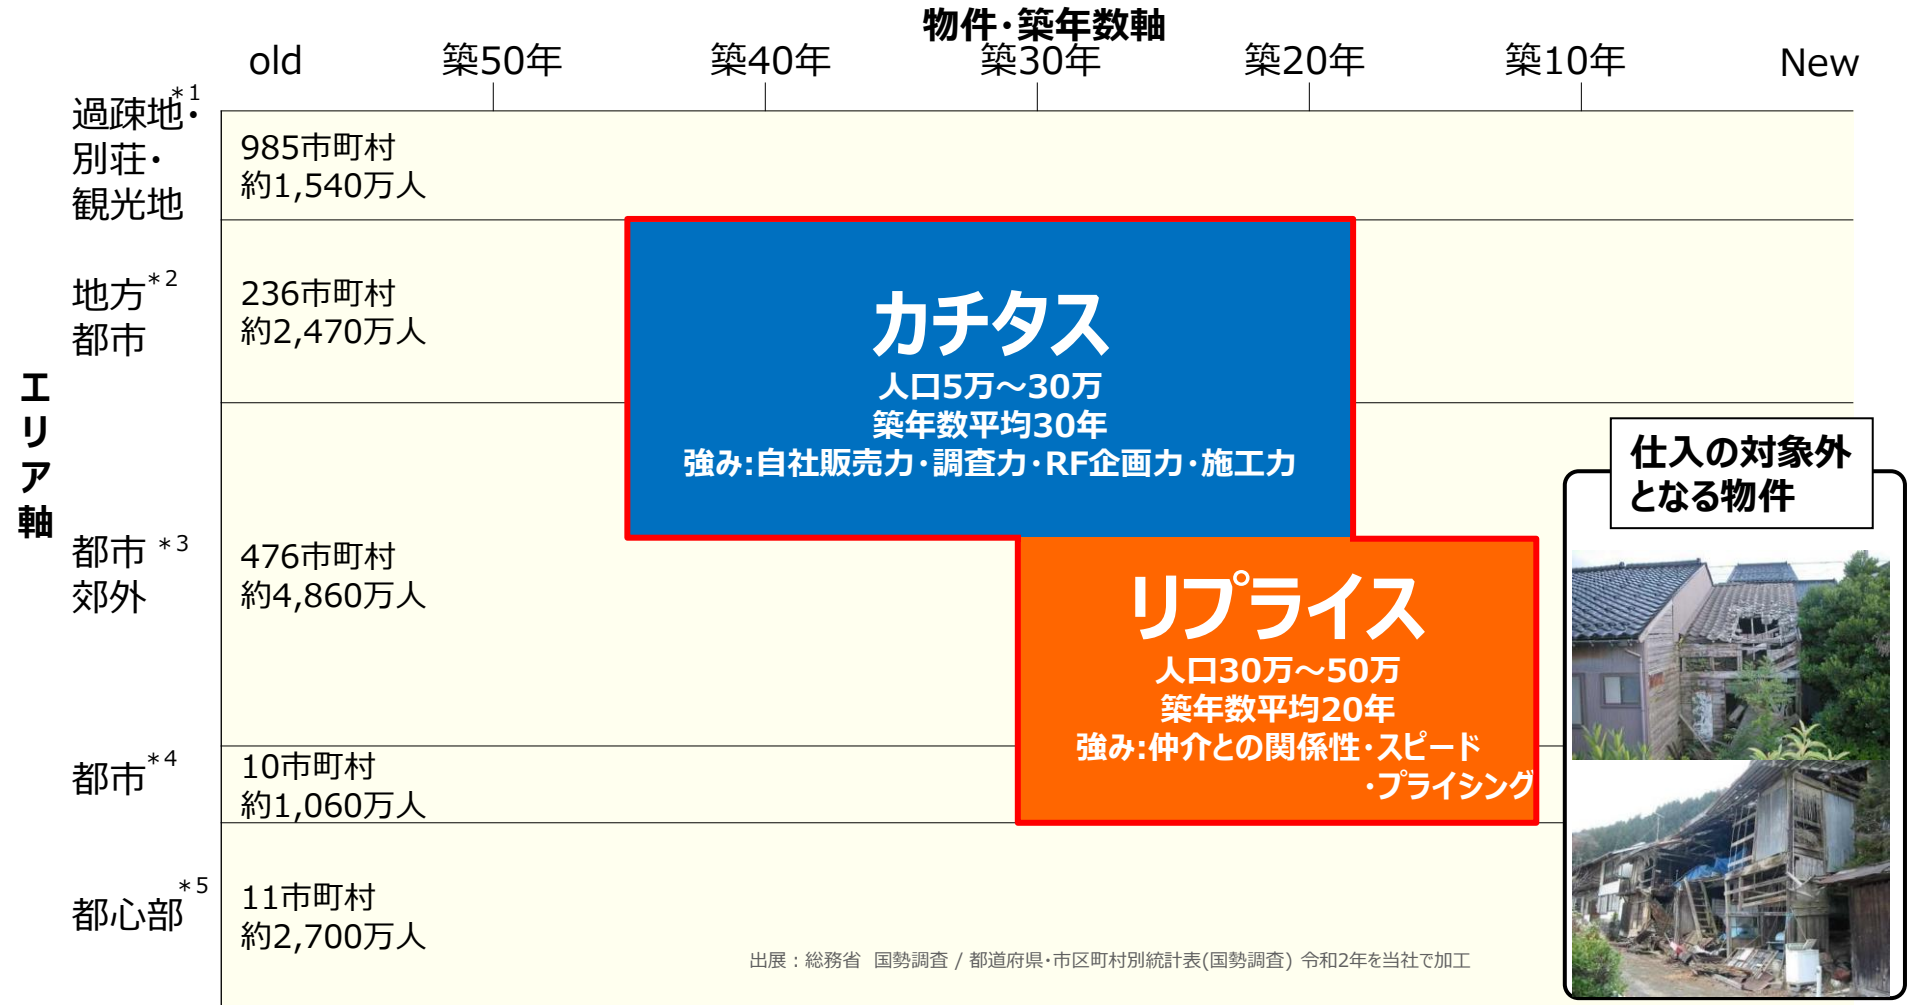 物件･築年数軸
old 築50年 築40年 築30年 築20年 築10年 New
エリア軸
過疎地･*1
別荘･
観光地
985市町村
約1,540万人
地方*2
都市
236市町村
約2,470万人
都市 *3
郊外
476市町村
約4,860万人
都市*4
10市町村
約1,060万人
都心部*5
11市町村
約2,700万人
カチタス
人口5万～30万
築年数平均30年
強み:自社販売力･調査力･RF企画力･施工力
リプライス
人口30万～50万
築年数平均20年
強み:仲介との関係性･スピード
･プライシング
仕入の対象外
となる物件
出展：総務省 国勢調査 / 都道府県･市区町村別統計表(国勢調査) 令和2年を当社で加工